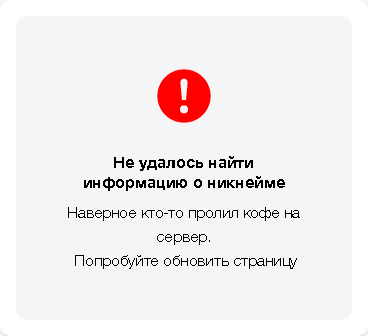 Не удалось найти
информацию о никнейме
Наверное кто-то пролил кофе на
сервер.
Попробуйте обновить страницу